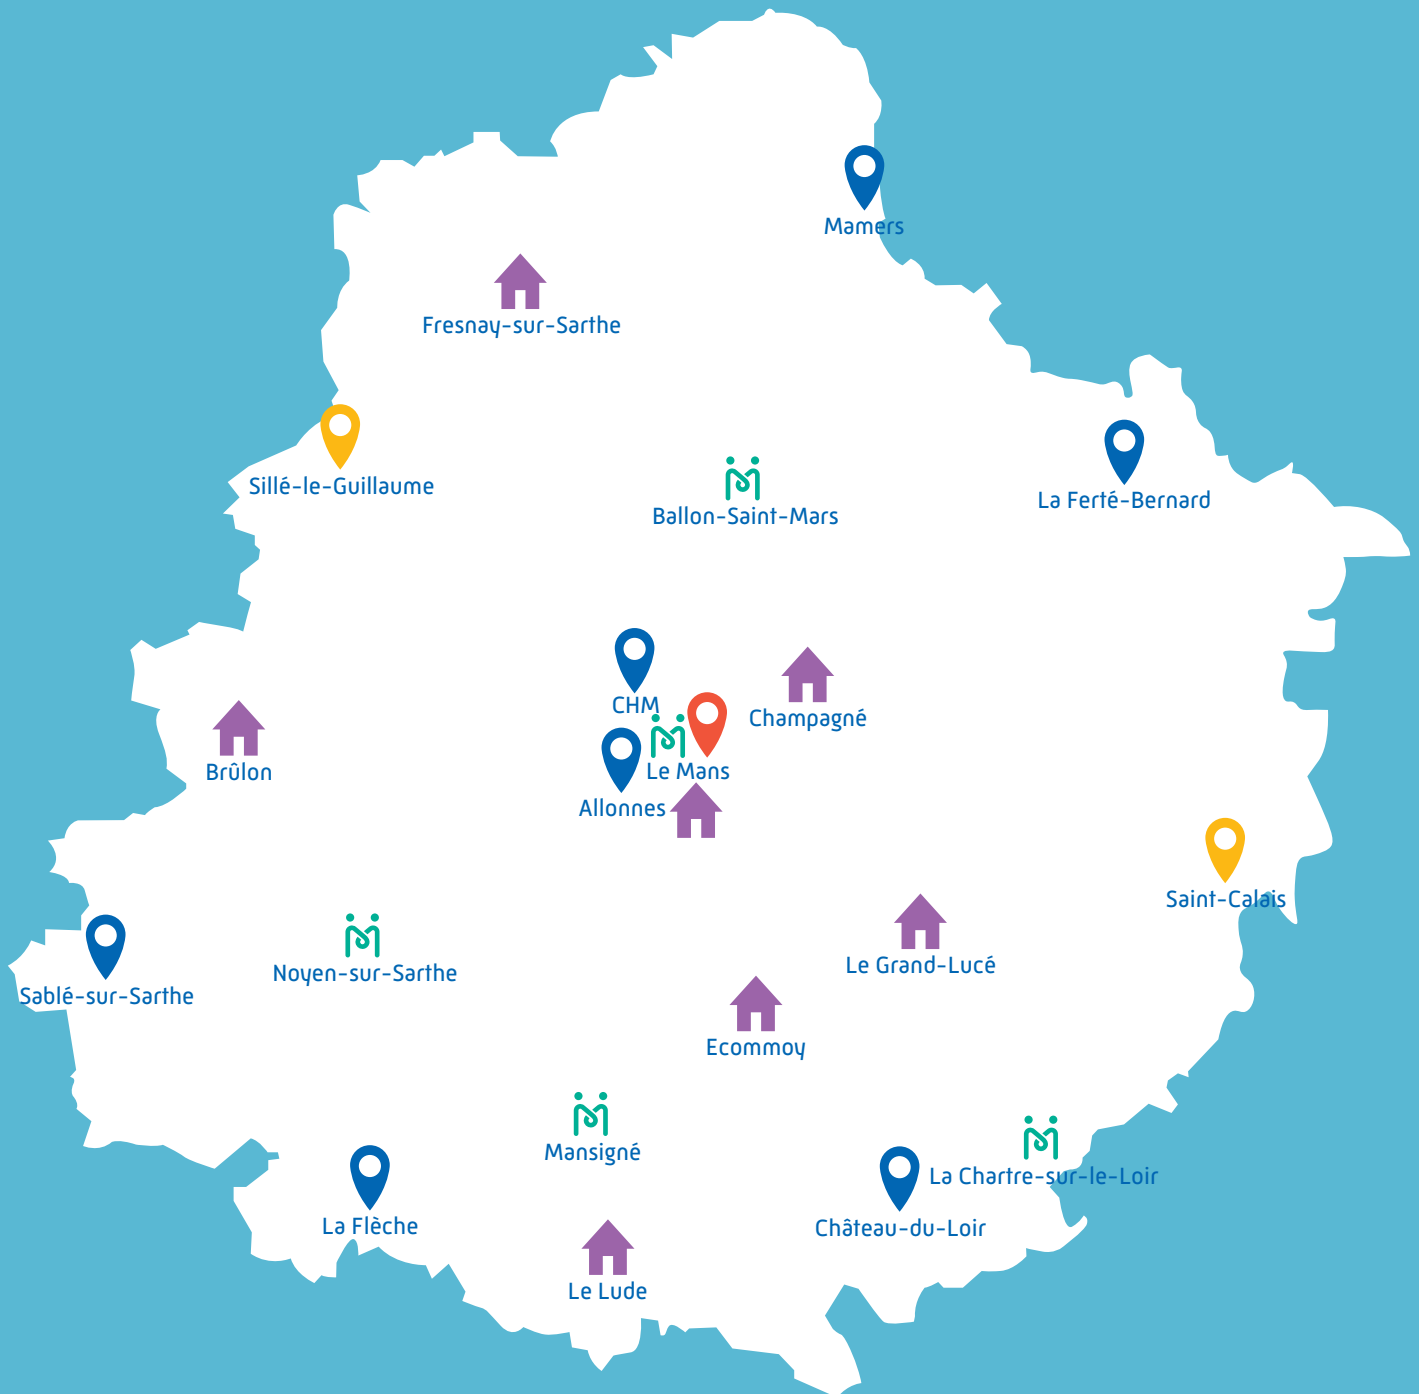 Mamers
Fresnay-sur-Sarthe
Sillé-le-Guillaume
La Ferté-Bernard
Ballon-Saint-Mars
CHM
Champagné
Brûlon
Le Mans
Allonnes
Saint-Calais
Le Grand-Lucé
Noyen-sur-Sarthe
Sablé-sur-Sarthe
Ecommoy
Mansigné
La Chartre-sur-le-Loir
La Flèche
Château-du-Loir
Le Lude